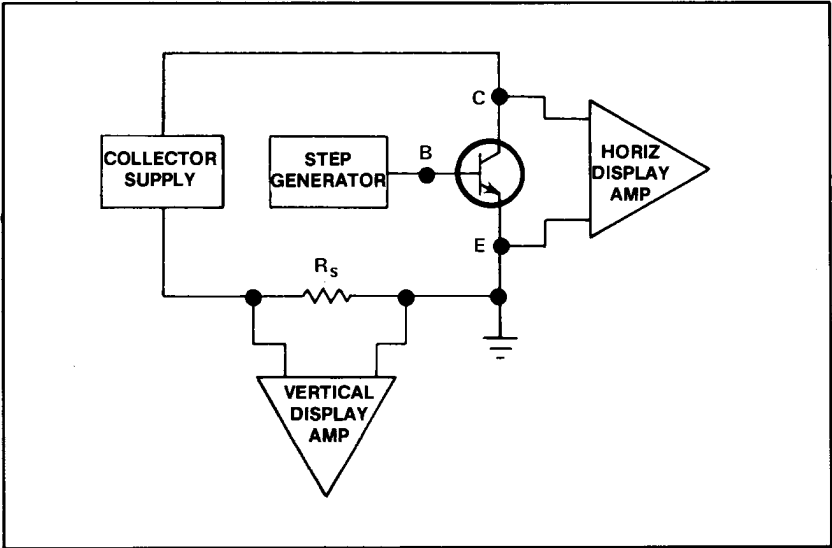 C
COLLECTOR
SUPPLY
STEP
GENERATOR
B
HORIZ
DISPLAY
AMP
E
Rs
VERTICAL
DISPLAY
AMP